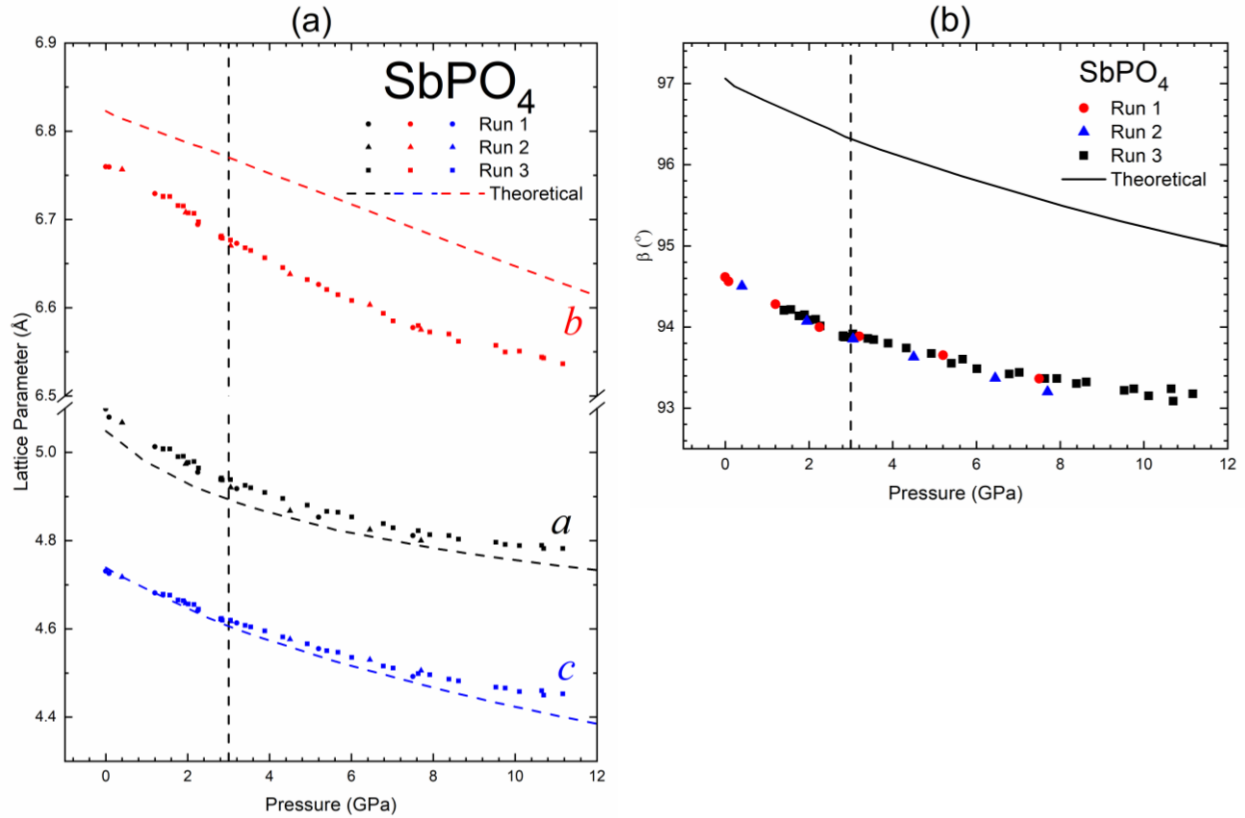 (a)
SbPO₄
Run 1
Run 2
Run 3
Theoretical
b
a
c
6.9
6.8
6.7
6.6
6.5
5.0
4.8
4.6
4.4
Lattice Parameter (Å)
0 2 4 6 8 10 12
Pressure (GPa)
(b)
SbPO₄
Run 1
Run 2
Run 3
Theoretical
97
96
95
94
93
β (°)
0 2 4 6 8 10 12
Pressure (GPa)